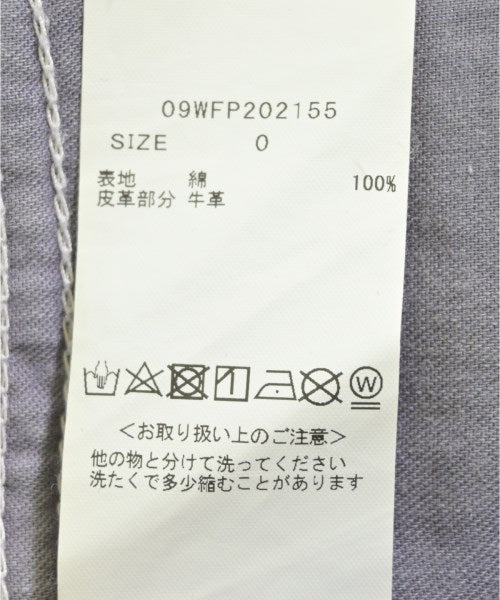 09WFP202155
SIZE 0
表地 綿 100%
皮革部分 牛革
W
<お取り扱い上のご注意>
他の物と分けて洗ってください
洗たくで多少縮むことがあります